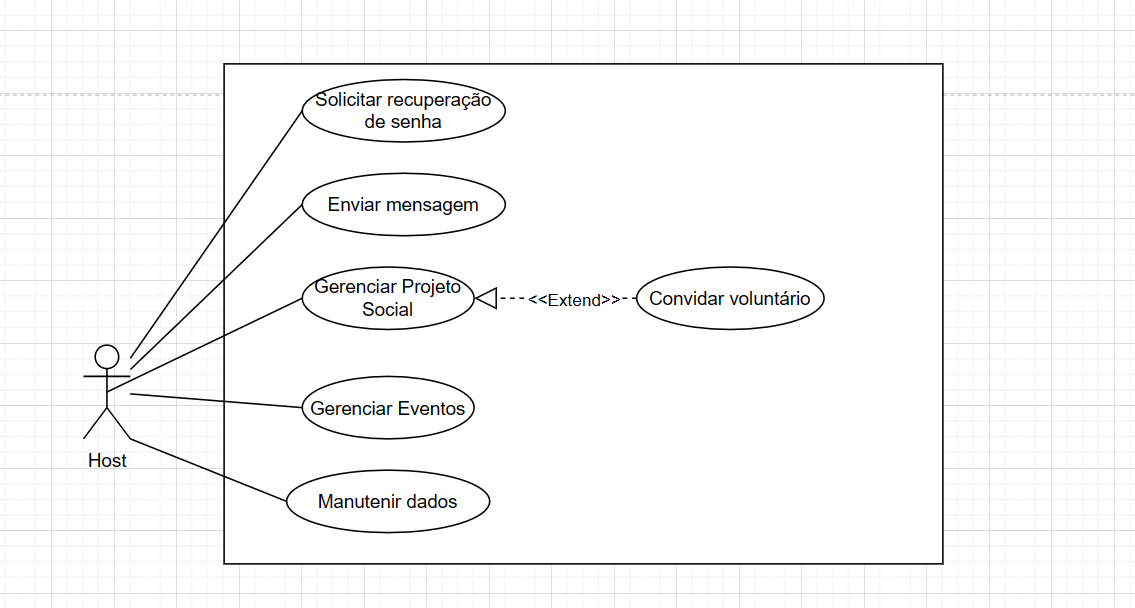 Solicitar recuperação
de senha
Enviar mensagem
Gerenciar Projeto
Social
<<Extend>>
Convidar voluntário
Gerenciar Eventos
Host
Manutenir dados